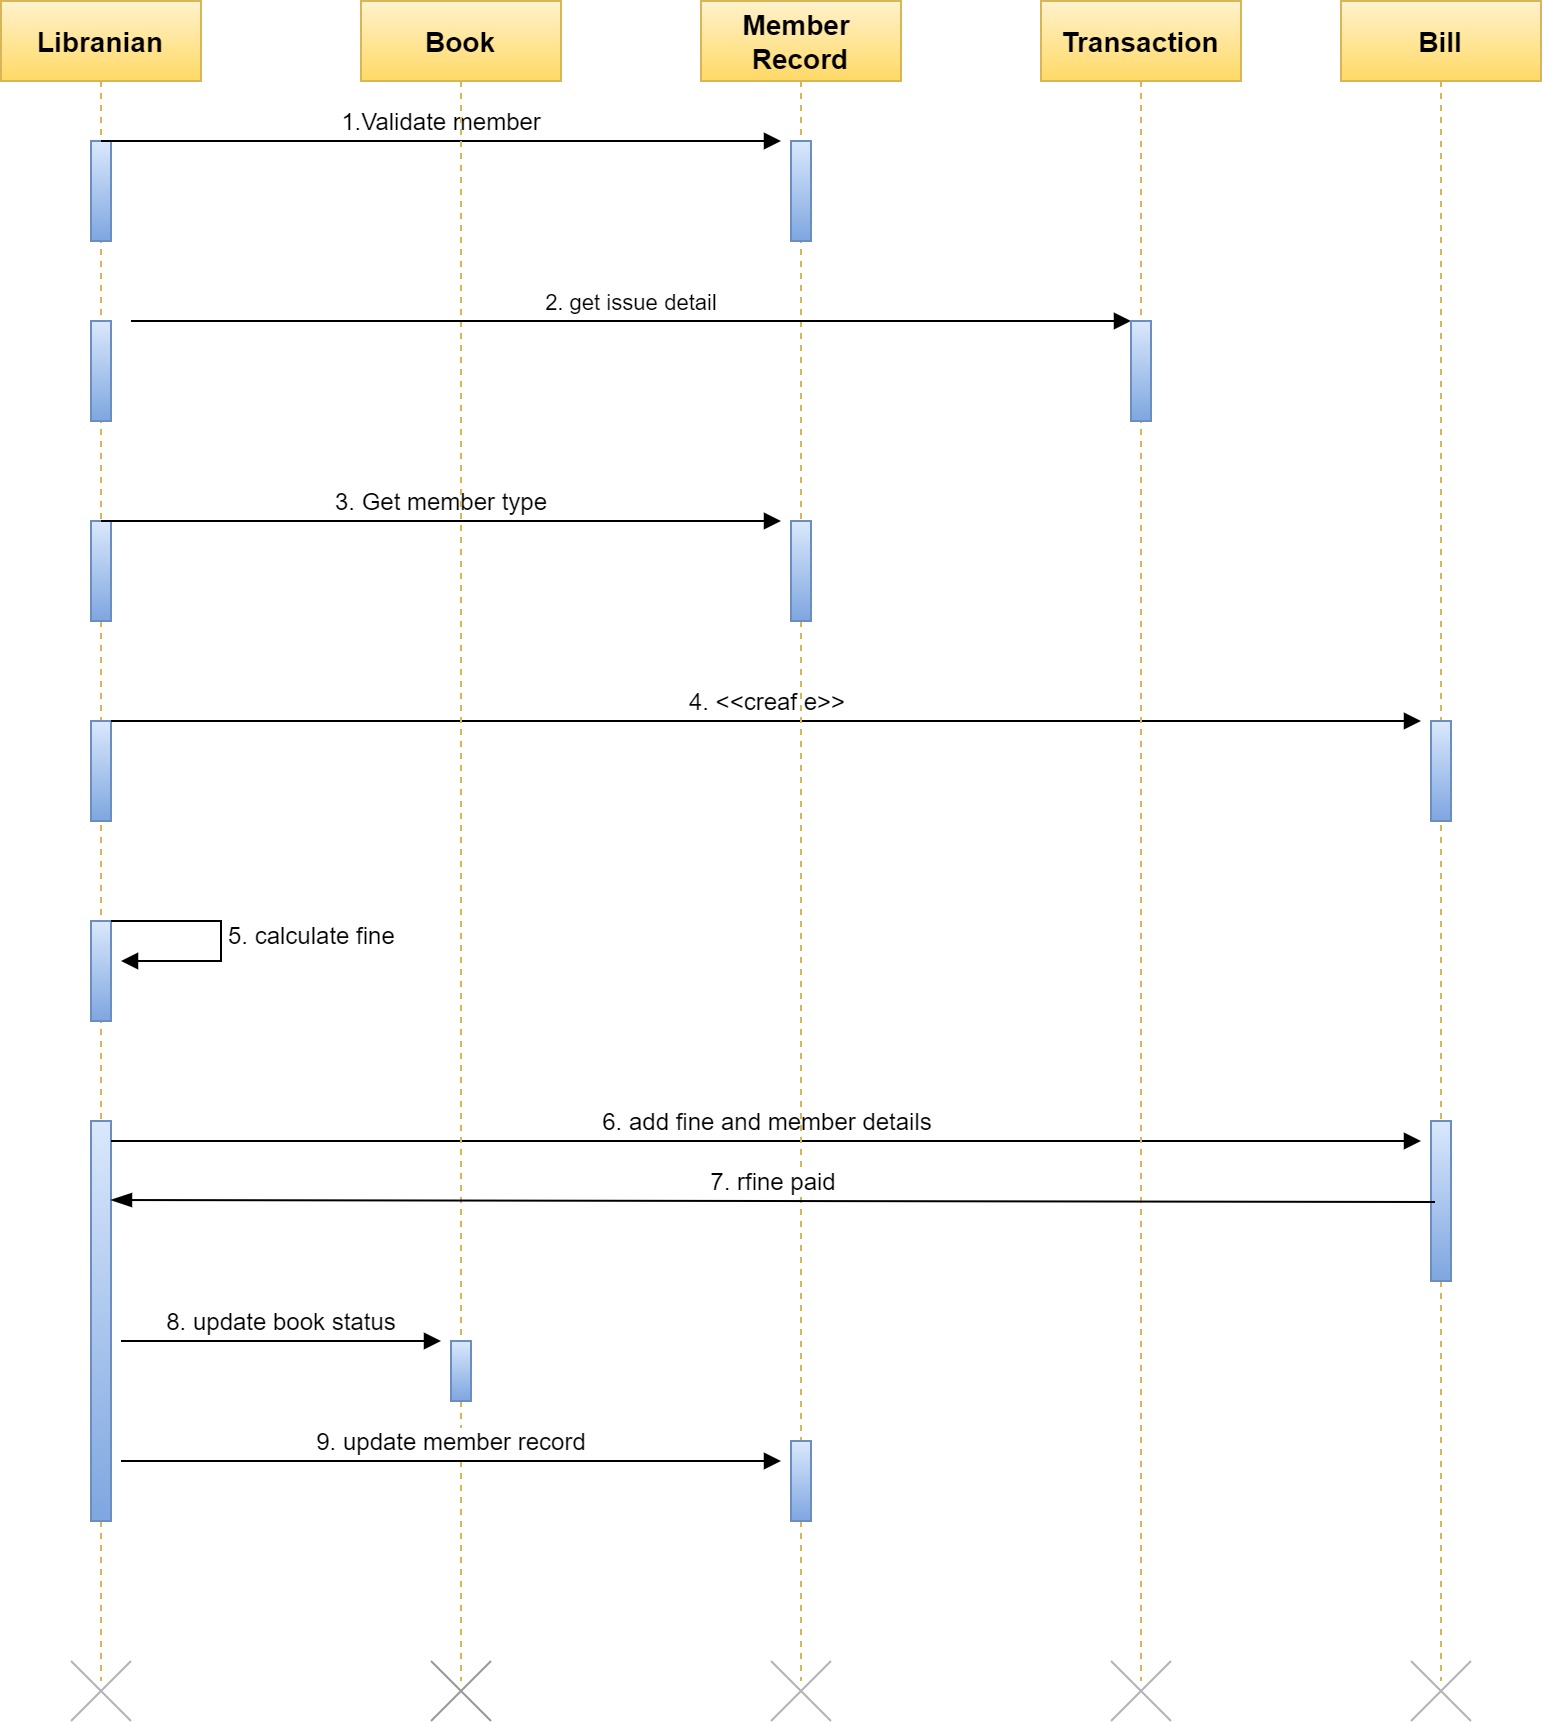 Libranian
Book
Member
Record
Transaction
Bill
1.Validate member
2. get issue detail
3. Get member type
4. <<creaf e>>
5. calculate fine
6. add fine and member details
7. rfine paid
8. update book status
9. update member record